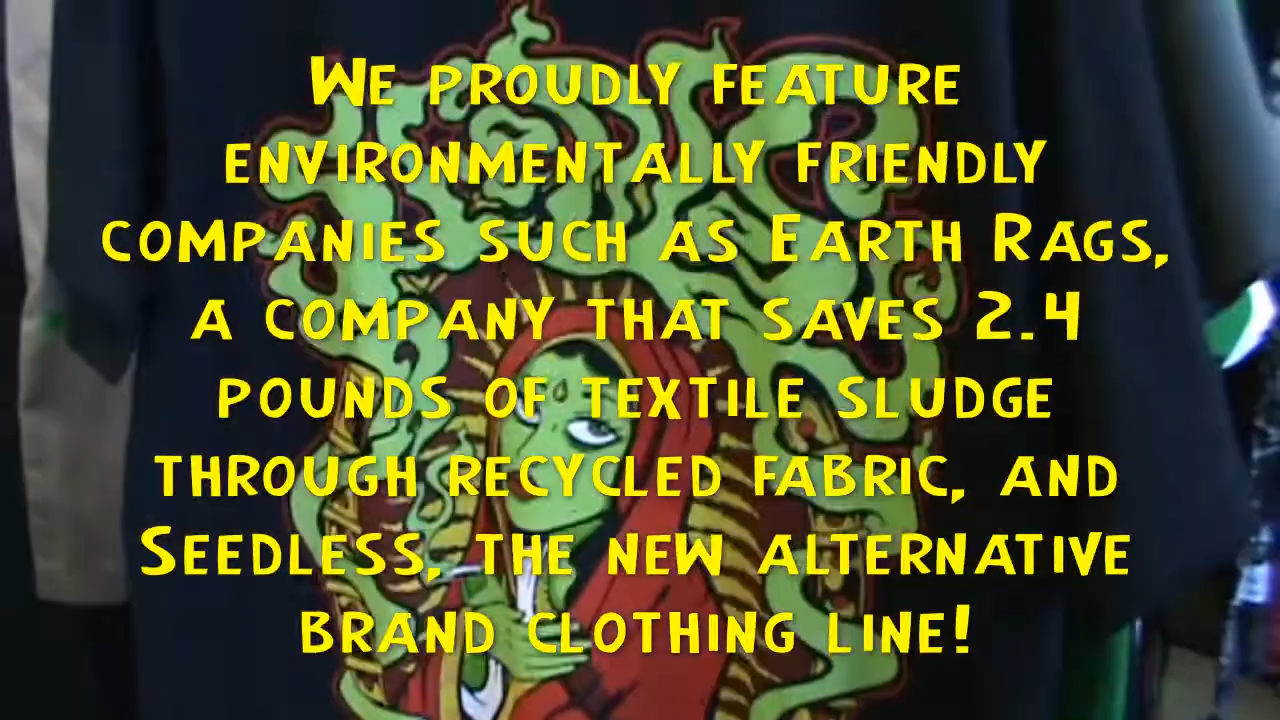 We proudly feature
environmentally friendly
companies such as Earth Rags,
a company that saves 2.4
pounds of textile sludge
through recycled fabric, and
Seedless, the new alternative
brand clothing line!